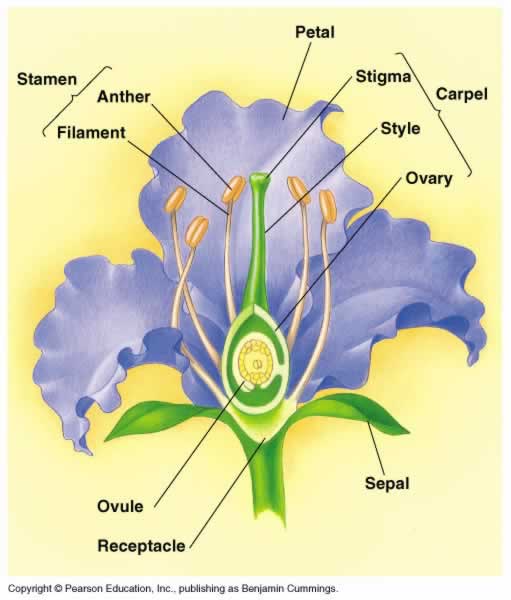 Petal
Stamen
Stigma
Carpel
Anther
Filament
Style
Ovary
Sepal
Ovule
Receptacle
Copyright © Pearson Education, Inc., publishing as Benjamin Cummings.